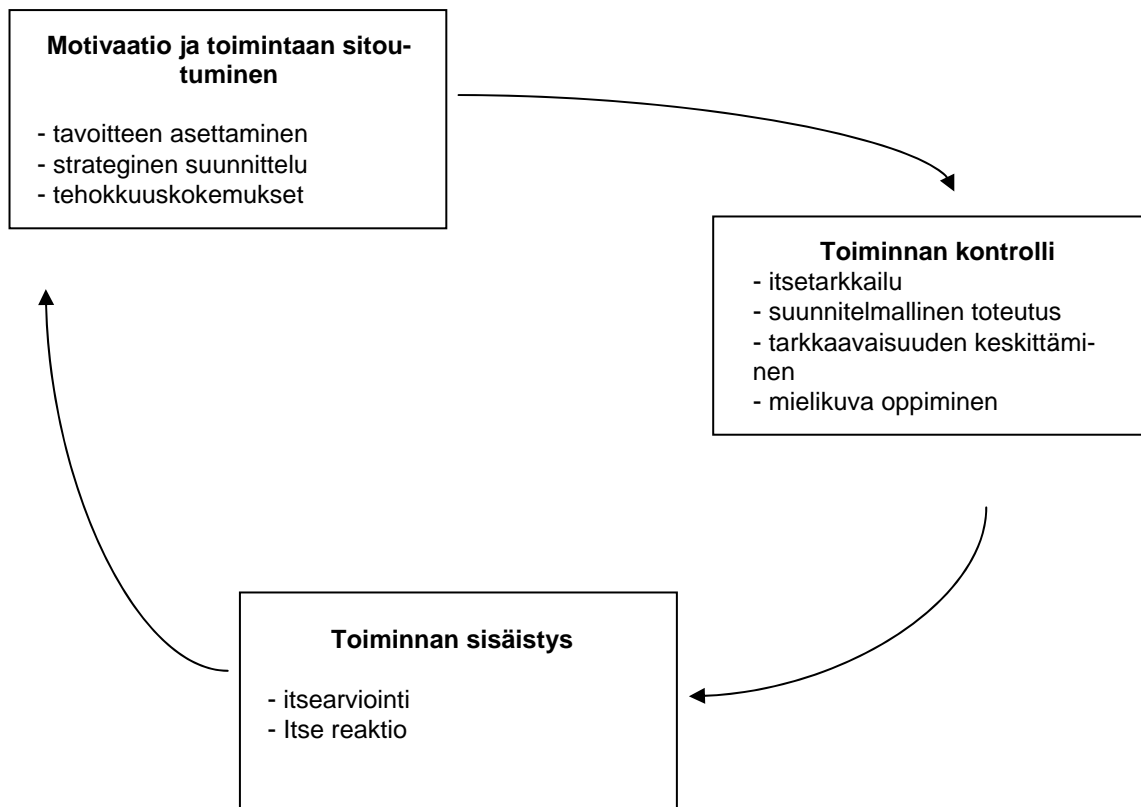 Motivaatio ja toimintaan sitou-
tuminen
- tavoitteen asettaminen
- strateginen suunnittelu
- tehokkuuskokemukset
Toiminnan kontrolli
- itsetarkkailu
- suunnitelmallinen toteutus
- tarkkaavaisuuden keskittämi-
nen
- mielikuva oppiminen
Toiminnan sisäistys
- itsearviointi
- Itse reaktio